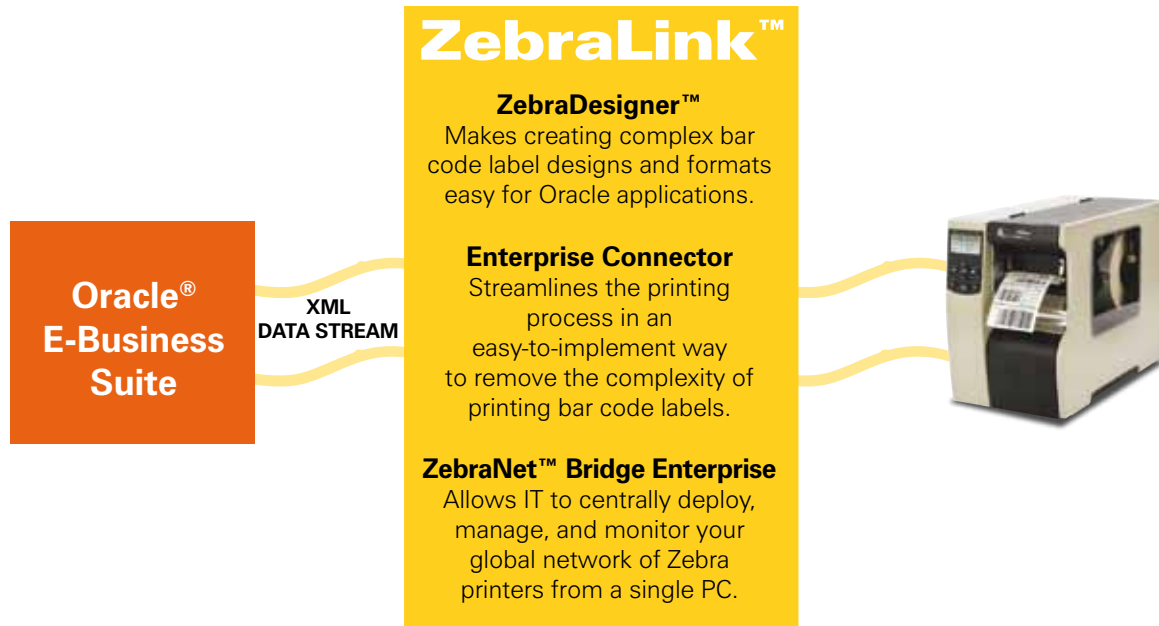 ZebraLink™
ZebraDesigner™
Makes creating complex bar
code label designs and formats
easy for Oracle applications.
Enterprise Connector
Streamlines the printing
process in an
easy-to-implement way
to remove the complexity of
printing bar code labels.
ZebraNet™ Bridge Enterprise
Allows IT to centrally deploy,
manage, and monitor your
global network of Zebra
printers from a single PC.
Oracle®
E-Business
Suite
XML
DATA STREAM